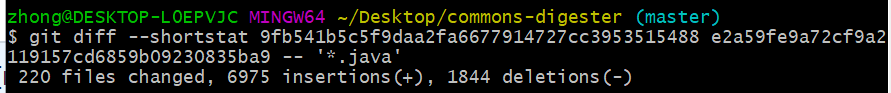 zhong@DESKTOP-L0EPVJC MINGW64 ~/Desktop/commons-digester (master)
$ git diff --shortstat 9fb541b5c5f9daa2fa6677914727cc3953515488 e2a59fe9a72cf9a2
119157cd6859b09230835ba9 -- '*.java'
 220 files changed, 6975 insertions(+), 1844 deletions(-)